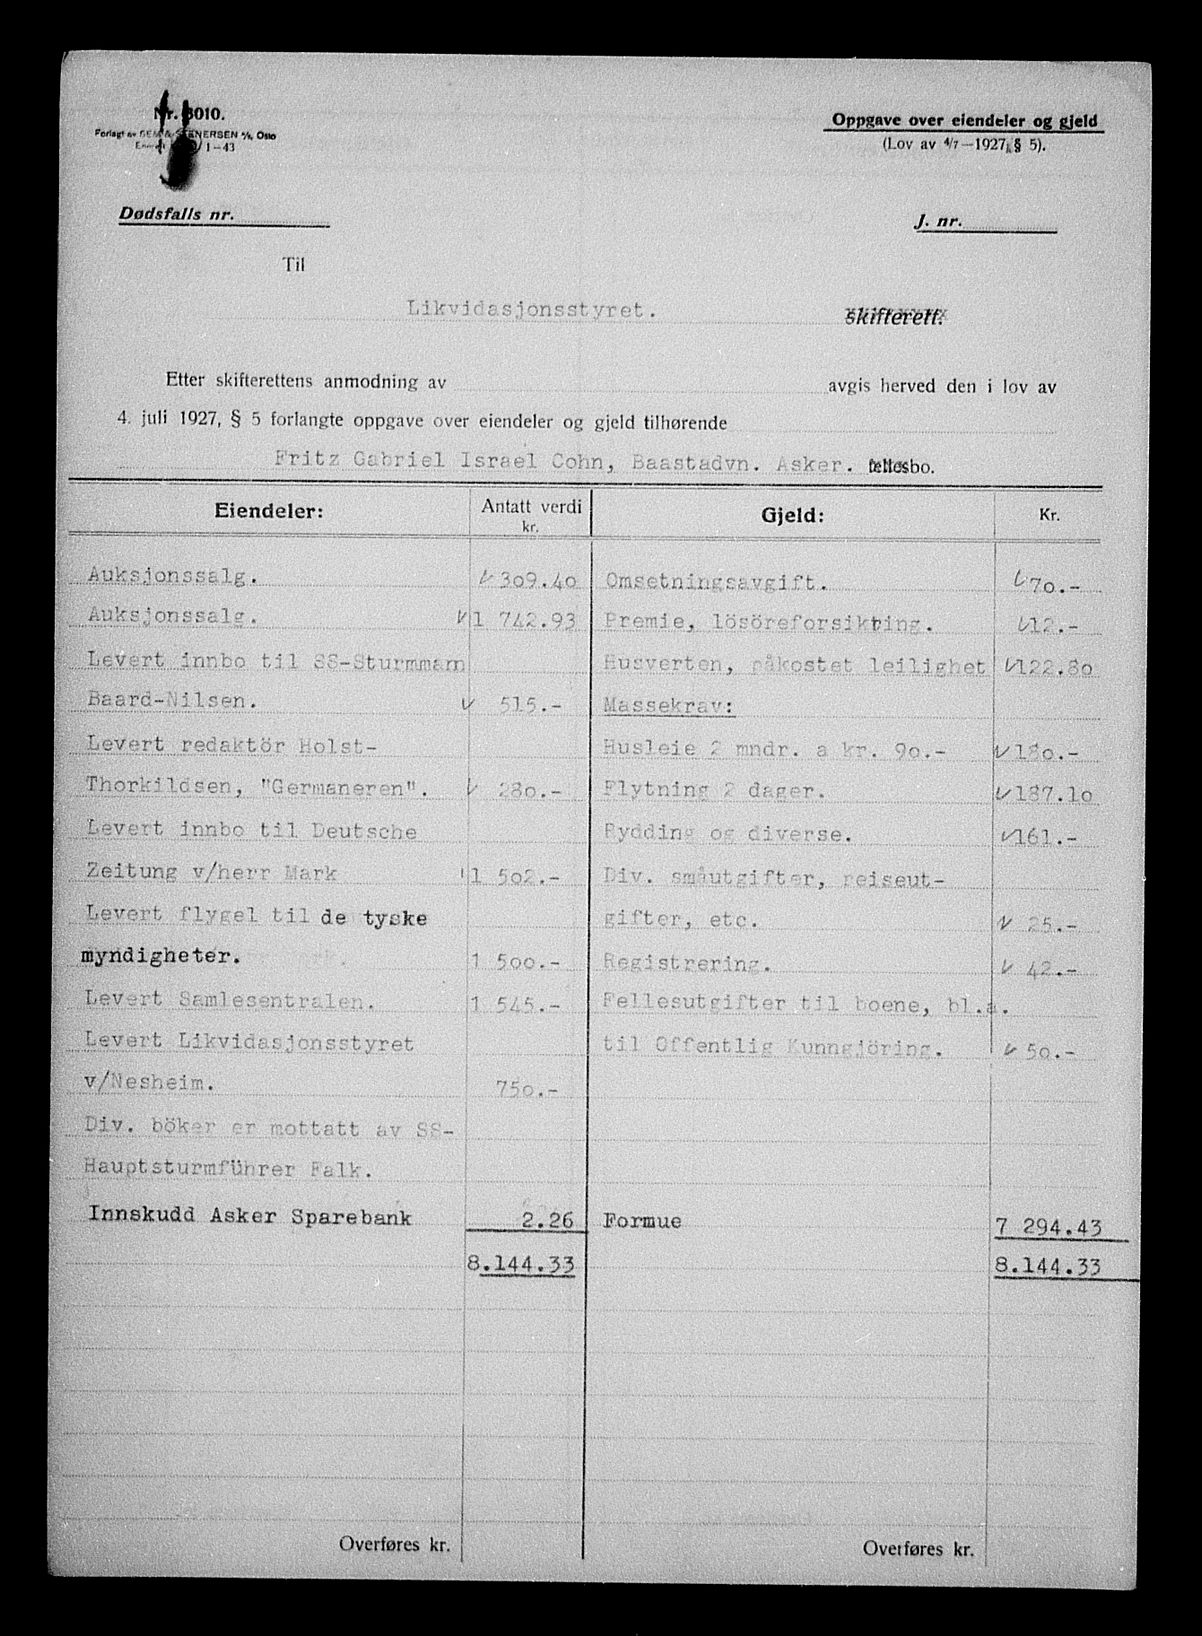 Nr. 3010.
Forlagt av SEM & STENERSEN A/S, Oslo
1-43
Oppgave over eiendeler og gjeld
(Lov av 4/7-1927, § 5).
Dødsfalls nr.
J. nr.
Til
Likvidasjonsstyret. skifterett.
Etter skifterettens anmodning av avgis herved den i lov av
4. juli 1927, § 5 forlangte oppgave over eiendeler og gjeld tilhørende
Fritz Gabriel Israel Cohn, Baastadvn. Asker. fellesbo.
Eiendeler: Antatt verdi kr. Gjeld: Kr.
Auksjonssalg. 309.40 Omsetningsavgift. 70.-
Auksjonssalg. 1 742.93 Premie, lösöreforsikring. 12.-
Levert innbo til SS-Sturmmam Husverten, påkostet leilighet 122.80
Baard-Nilsen. 515.- Massekrav:
Levert redaktör Holst- Husleie 2 mndr. a kr. 90.- 180.-
Thorkildsen, "Germaneren". 280.- Flytning 2 dager. 187.10
Levert innbo til Deutsche Rydding og diverse. 161.-
Zeitung v/herr Mark 1 502.- Div. småutgifter, reiseut-
Levert flygel til de tyske gifter, etc. 25.-
myndigheter. 1 500.- Registrering. 42.-
Levert Samlesentralen. 1 545.- Fellesutgifter til boene, bl.a.
Levert Likvidasjonsstyret til Offentlig Kunngjöring. 50.-
v/Nesheim. 750.-
Div. böker er mottatt av SS-
Hauptsturmführer Falk.
Innskudd Asker Sparebank 2.26 Formue 7 294.43
8.144.33 8.144.33
Overføres kr. Overføres kr.